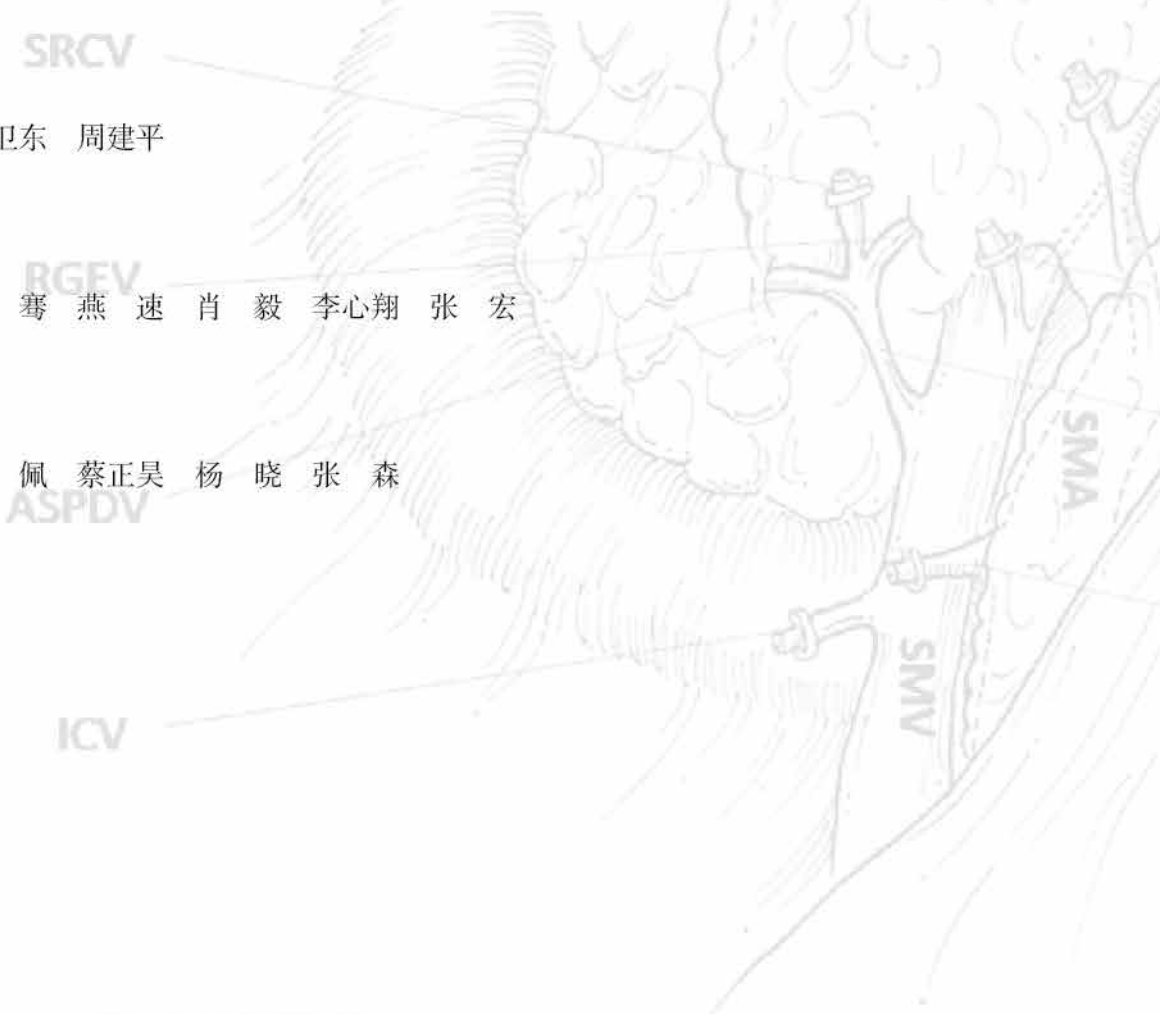 SRCV
卫东 周建平
RGEV
骞 燕 速 肖 毅 李心翔 张 宏
SMA
佩 蔡正昊 杨 晓 张 森
ASPDV
SMV
ICV